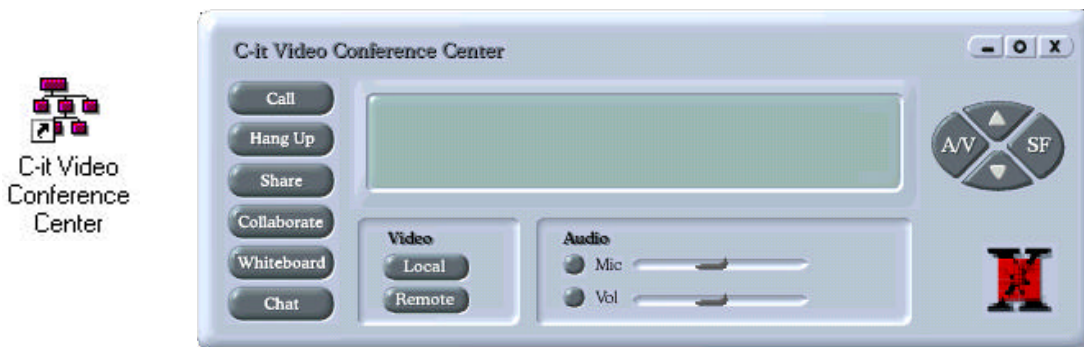 C-it Video
Conference
Center
C-it Video Conference Center
Call
Hang Up
Share
Collaborate
Whiteboard
Chat
A/V
SF
Video
Local
Remote
Audio
Mic
Vol